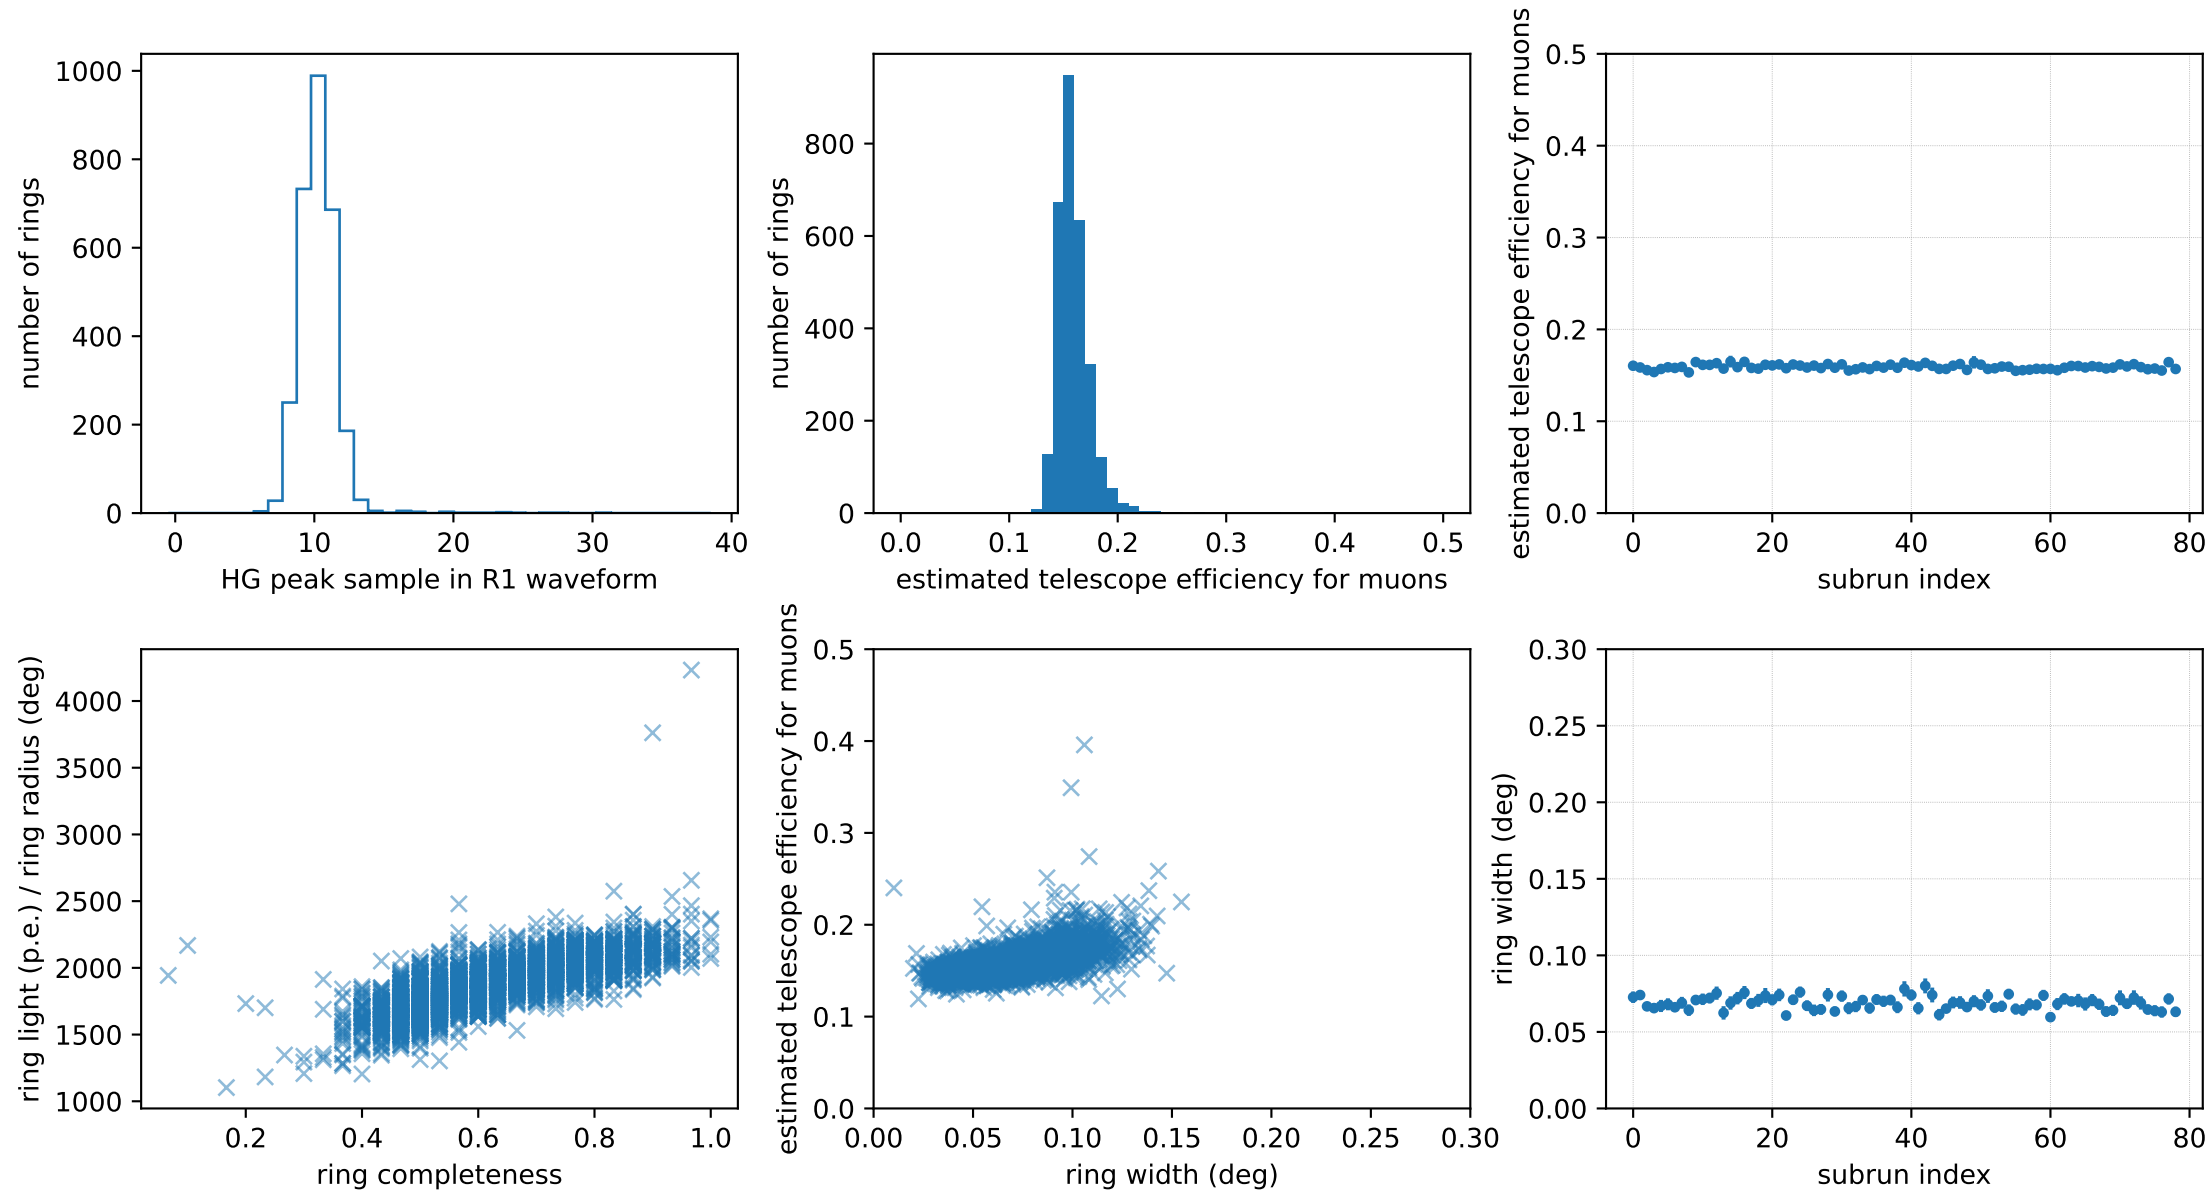 1000
800
600
400
200
0
number of rings
0 10 20 30 40
HG peak sample in R1 waveform
800
600
400
200
0
number of rings
0.0 0.1 0.2 0.3 0.4 0.5
estimated telescope efficiency for muons
0.5
0.4
0.3
0.2
0.1
0.0
estimated telescope efficiency for muons
0 20 40 60 80
subrun index
4000
3500
3000
2500
2000
1500
1000
ring light (p.e.) / ring radius (deg)
0.2 0.4 0.6 0.8 1.0
ring completeness
0.5
0.4
0.3
0.2
0.1
0.0
estimated telescope efficiency for muons
0.00 0.05 0.10 0.15 0.20 0.25 0.30
ring width (deg)
0.30
0.25
0.20
0.15
0.10
0.05
0.00
ring width (deg)
0 20 40 60 80
subrun index